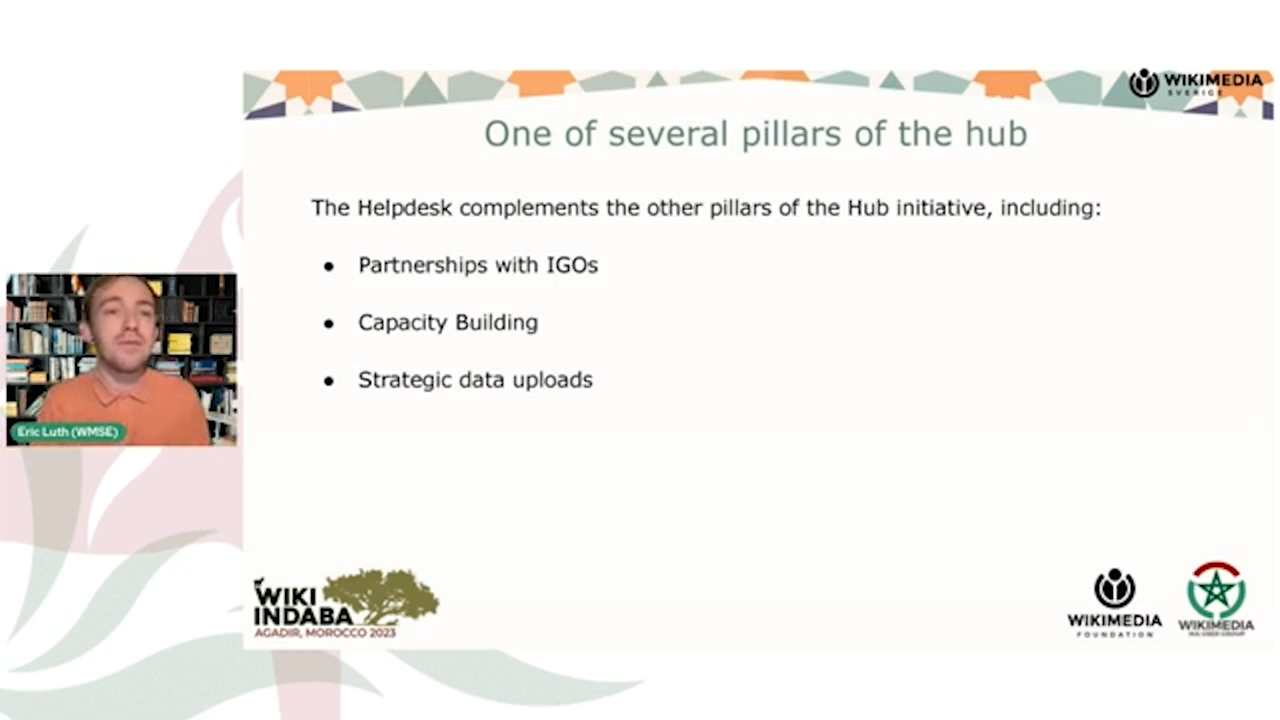 WIKIMEDIA
SVERIGE
One of several pillars of the hub
The Helpdesk complements the other pillars of the Hub initiative, including:
● Partnerships with IGOs
● Capacity Building
● Strategic data uploads
Eric Luth (WMSE)
WIKI
INDABA
AGADIR, MOROCCO 2023
WIKIMEDIA
FOUNDATION
WIKIMEDIA
MA USER GROUP